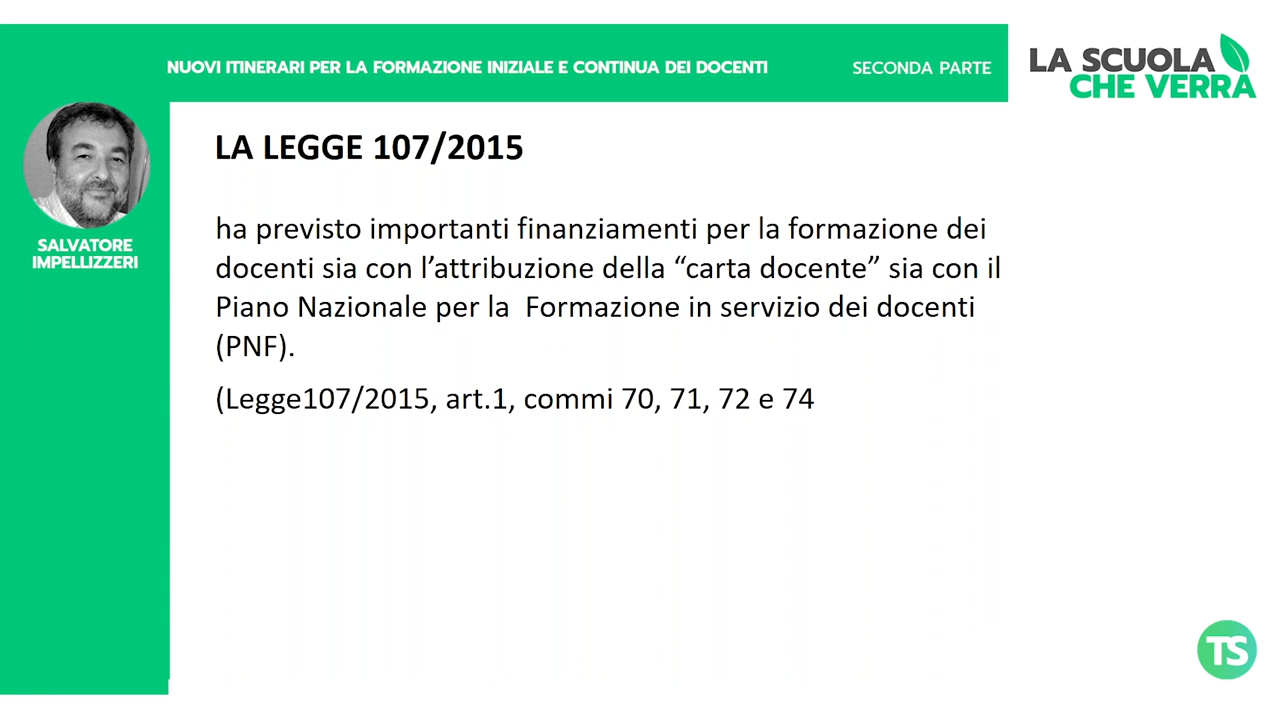 NUOVI ITINERARI PER LA FORMAZIONE INIZIALE E CONTINUA DEI DOCENTI
SECONDA PARTE
LA SCUOLA
CHE VERRÀ
SALVATORE
IMPELLIZZERI
LA LEGGE 107/2015
ha previsto importanti finanziamenti per la formazione dei
docenti sia con l’attribuzione della “carta docente” sia con il
Piano Nazionale per la  Formazione in servizio dei docenti
(PNF).
(Legge107/2015, art.1, commi 70, 71, 72 e 74
TS